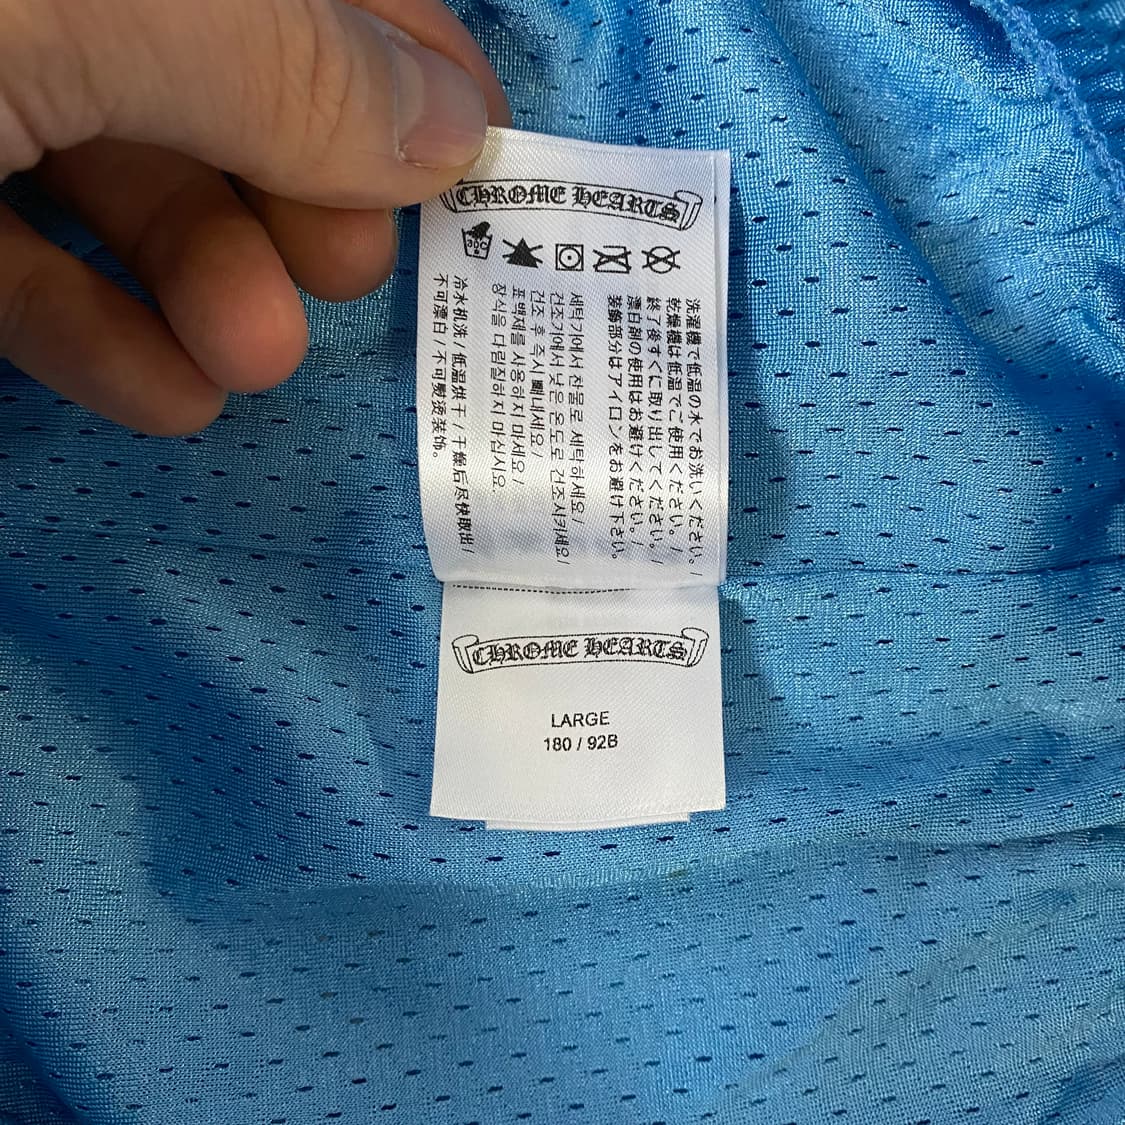 CHROME HEARTS
30C
洗濯機で低温の水でお洗いください。/
乾燥機は低温でご使用ください。/
終了後すぐに取り出してください。/
漂白剤の使用はお避けください。/
装飾部分はアイロンをお避け下さい。
세탁기에서 찬물로 세탁하세요/
건조기에서 낮은 온도로 건조시키세요/
건조 후 즉시 빼내세요/
표백제를 사용하지 마세요/
장식을 다림질하지 마십시오.
冷水机洗/低温烘干/干燥后尽快取出/
不可漂白/不可熨烫装饰。
CHROME HEARTS
LARGE
180 / 92B